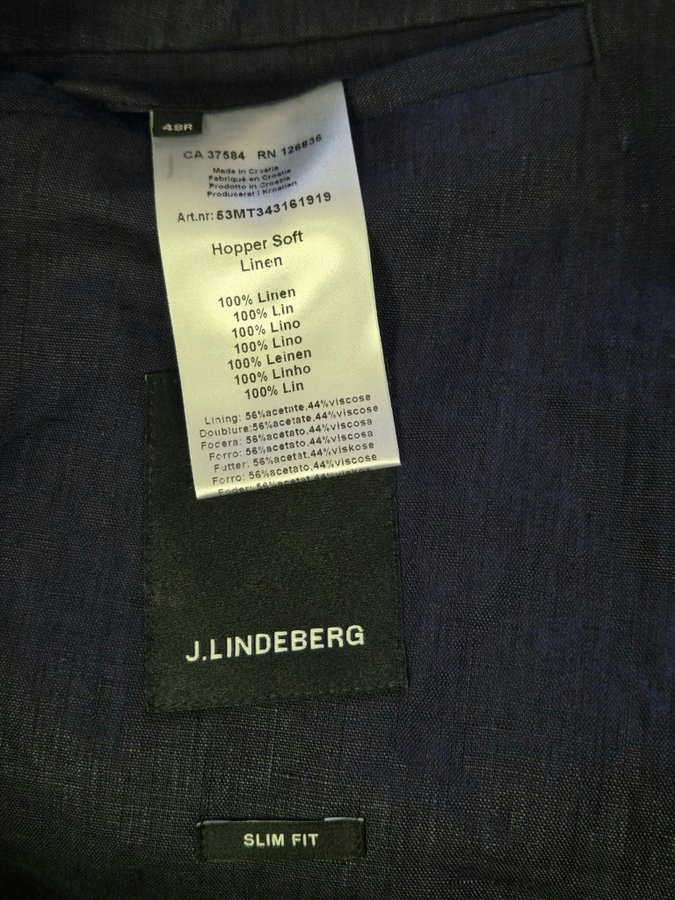 48R
CA 37584 RN 126836
Made in Croatia
Fabriqué en Croatie
Prodotto in Croazia
Producerat i Kroatien
Art.nr: 53MT343161919
Hopper Soft
Linen
100% Linen
100% Lin
100% Lino
100% Lino
100% Leinen
100% Linho
100% Lin
Lining: 56%acetate,44%viscose
Doublure:56%acetate,44%viscose
Fodera: 56%acetato,44%viscosa
Forro: 56%acetato,44%viscosa
Futter: 56%acetat,44%viskose
Forro: 56%acetato,44%viscose
J.LINDEBERG
SLIM FIT